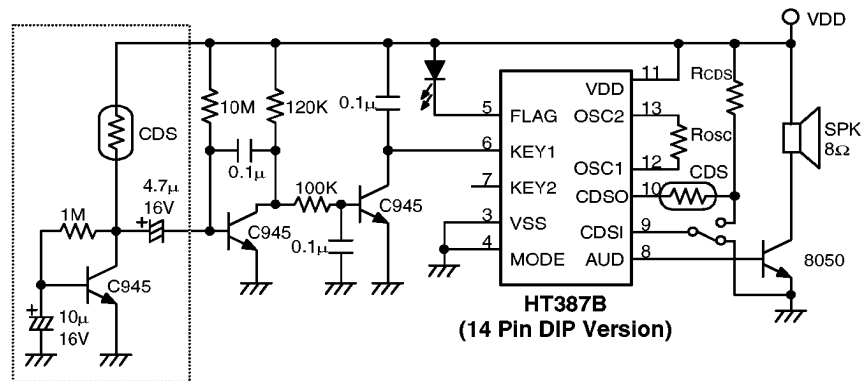 VDD
CDS
10M
120K
0.1μ
0.1μ
4.7μ
16V
1M
C945
10μ
16V
C945
100K
0.1μ
C945
5
6
7
3
4
FLAG
KEY1
KEY2
VSS
MODE
VDD
OSC2
OSC1
CDSO
CDSI
AUD
11
13
12
10
9
8
RCDS
ROSC
CDS
SPK
8Ω
8050
HT387B
(14 Pin DIP Version)